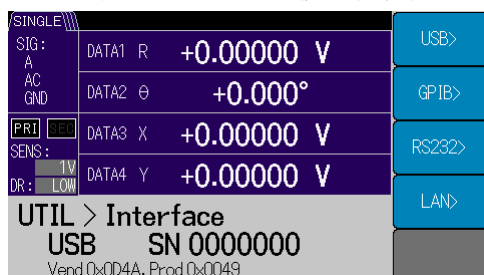 SINGLE
SIG:
A
AC
GND
PRI SEC
SENS:
1V
DR: LOW
DATA1 R +0.00000 V
DATA2 θ +0.000°
DATA3 X +0.00000 V
DATA4 Y +0.00000 V
UTIL > Interface
USB SN 0000000
Vend 0x0D4A, Prod 0x0049
USB>
GPIB>
RS232>
LAN>